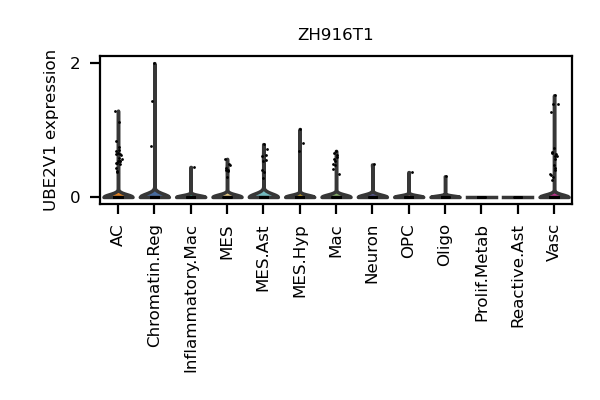 ZH916T1
UBE2V1 expression
2
0
AC
Chromatin.Reg
Inflammatory.Mac
MES
MES.Ast
MES.Hyp
Mac
Neuron
OPC
Oligo
Prolif.Metab
Reactive.Ast
Vasc